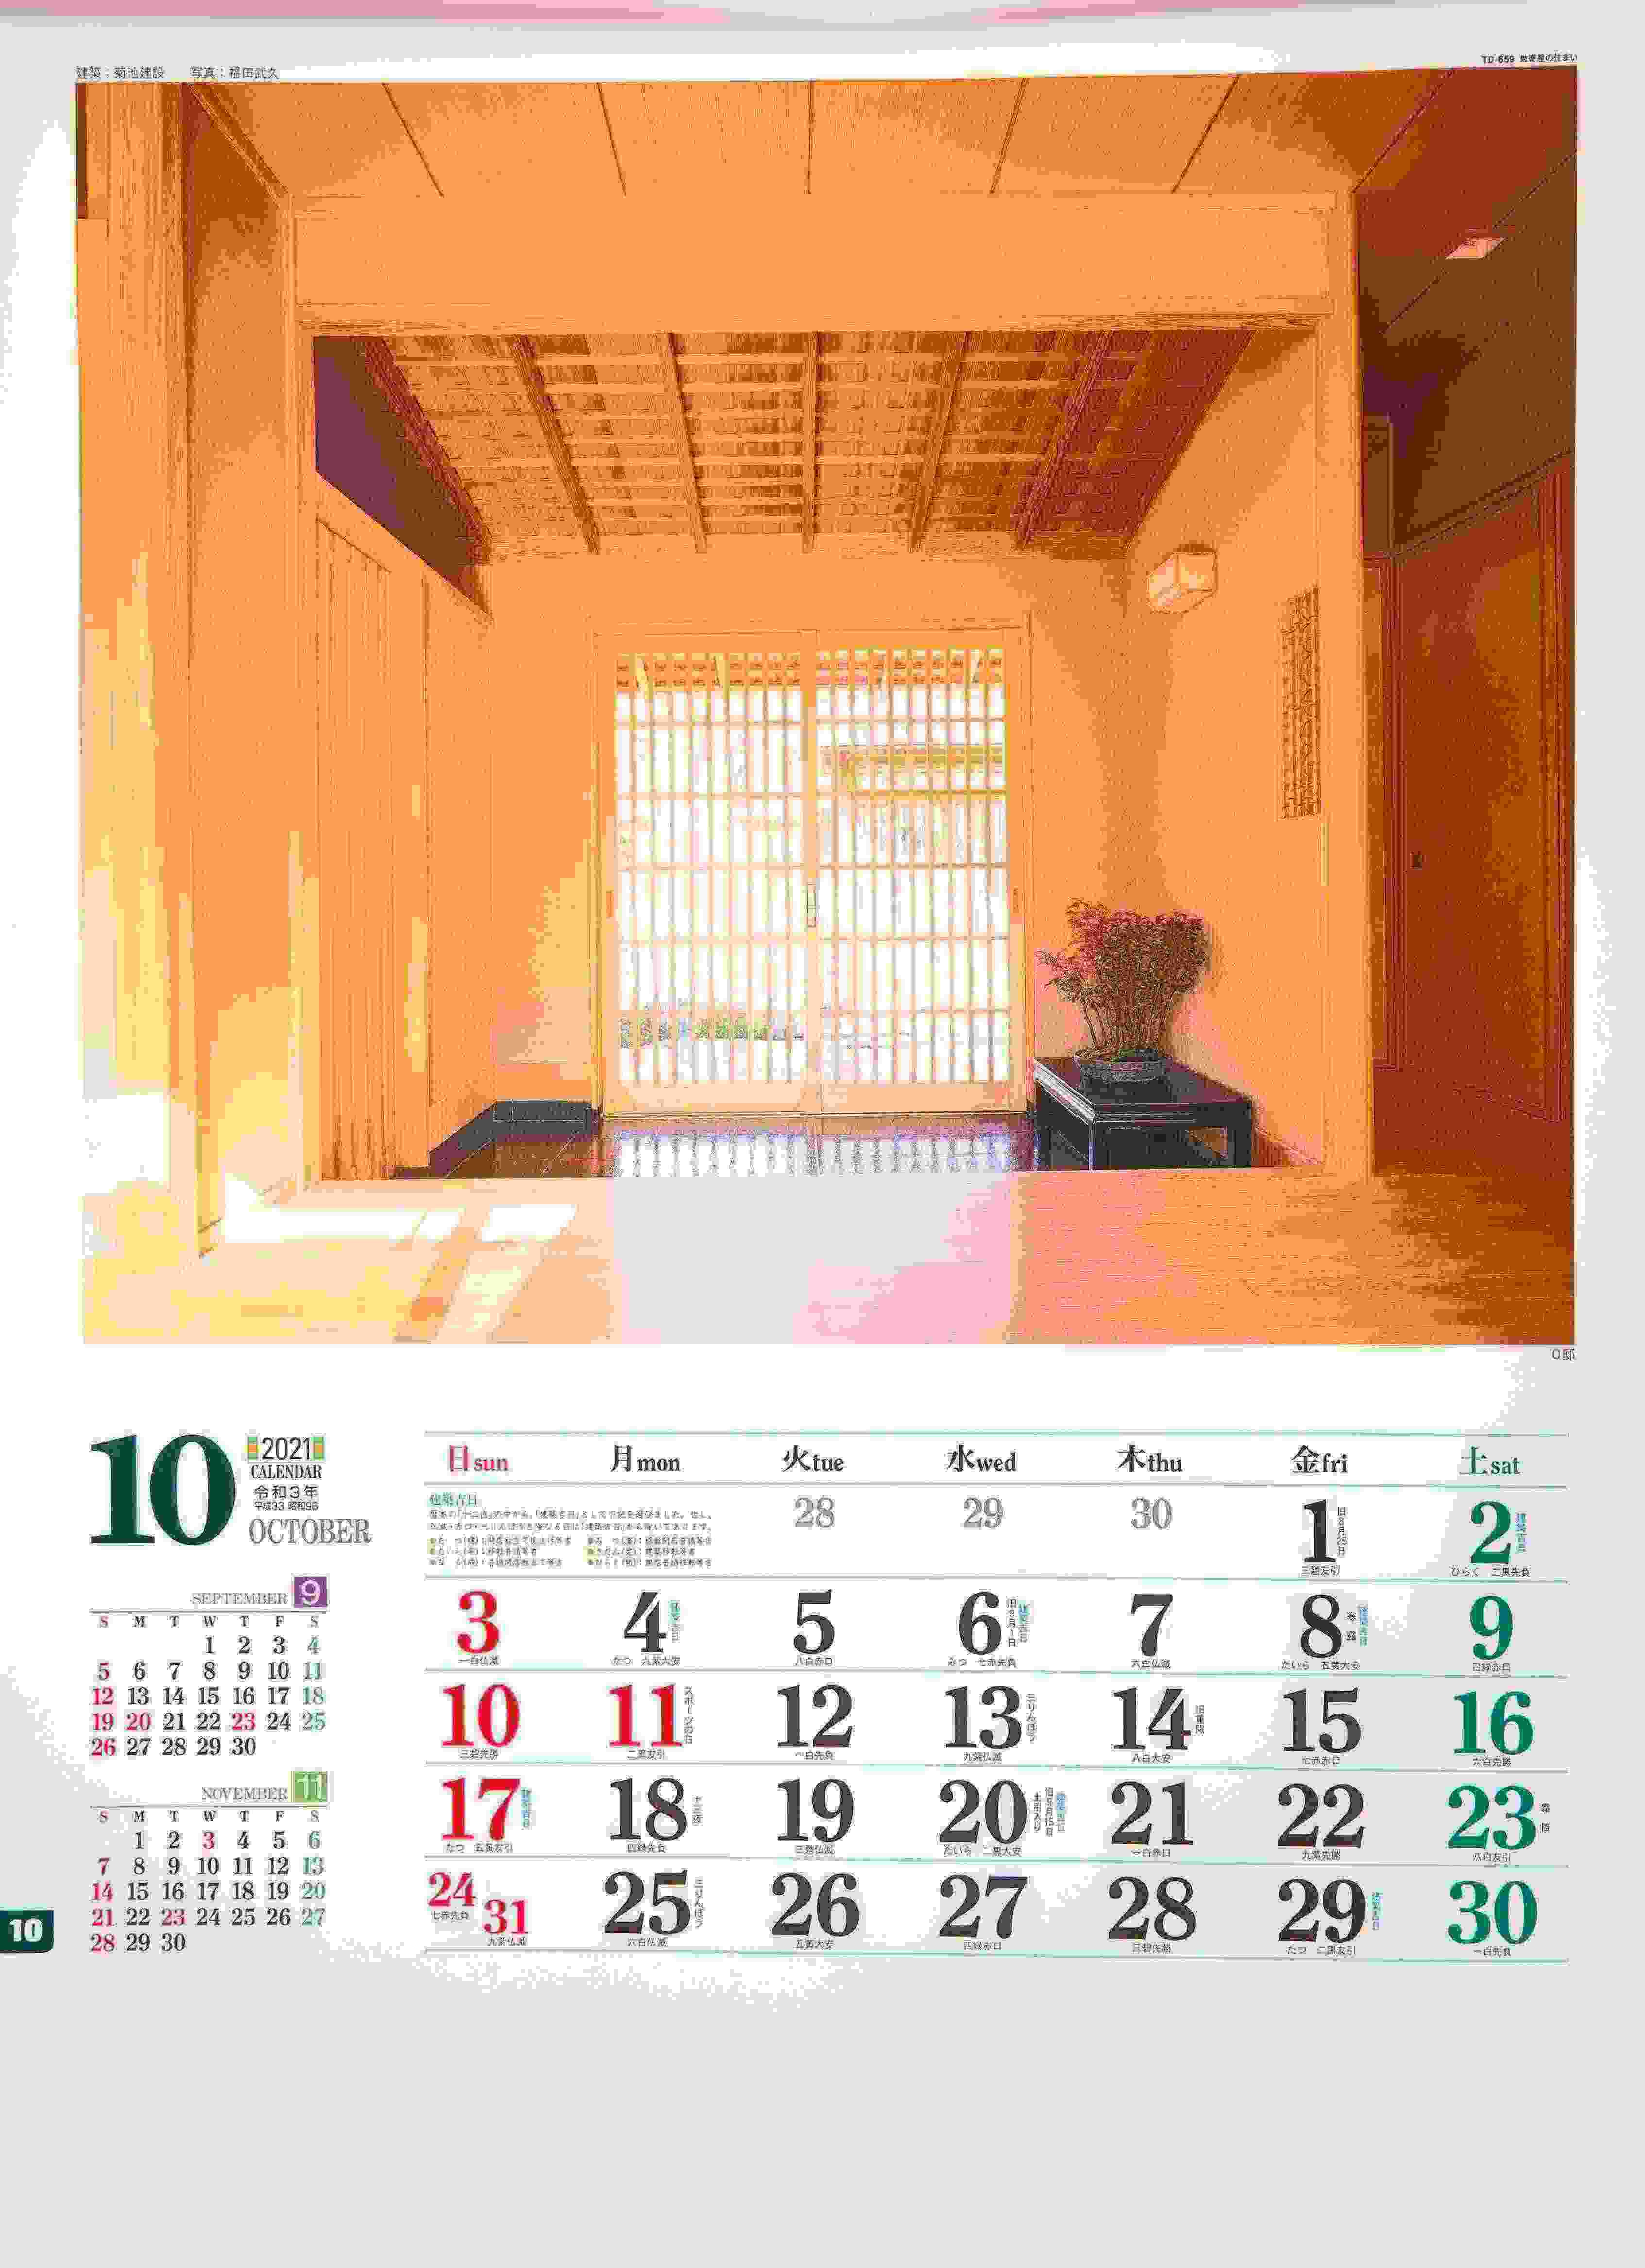 建築：菊池建設　写真：福田武久
TD-659 数寄屋の住まい
O邸
10
2021
CALENDAR
令和3年
平成33 昭和96
OCTOBER
SEPTEMBER 9
S M T W T F S
1 2 3 4
5 6 7 8 9 10 11
12 13 14 15 16 17 18
19 20 21 22 23 24 25
26 27 28 29 30
NOVEMBER 11
S M T W T F S
1 2 3 4 5 6
7 8 9 10 11 12 13
14 15 16 17 18 19 20
21 22 23 24 25 26 27
28 29 30
10
日sun 月mon 火tue 水wed 木thu 金fri 土sat
建築吉日
28 29 30 1 旧8月25日 2 建築吉日
三碧友引 ひらく 二黒先負
3 4 建築吉日 5 6 旧9月1日 建築吉日 7 8 寒露 建築吉日 9
一白仏滅 たつ 九紫大安 八白赤口 みつ 七赤先負 六白仏滅 たいら 五黄大安 四緑赤口
10 11 スポーツの日 12 13 三りんぼう 14 旧重陽 15 16
三碧先勝 二黒友引 一白先負 九紫仏滅 八白大安 七赤赤口 六白先勝
17 建築吉日 18 十三夜 19 20 土用入り 旧9月15日 建築吉日 21 22 23 霜降
たつ 五黄友引 四緑先負 三碧仏滅 たいら 二黒大安 一白赤口 九紫先勝 八白友引
24 31 25 三りんぼう 26 27 28 29 建築吉日 30
七赤先負 九紫仏滅 六白仏滅 五黄大安 四緑赤口 三碧先勝 たつ 二黒友引 一白先負